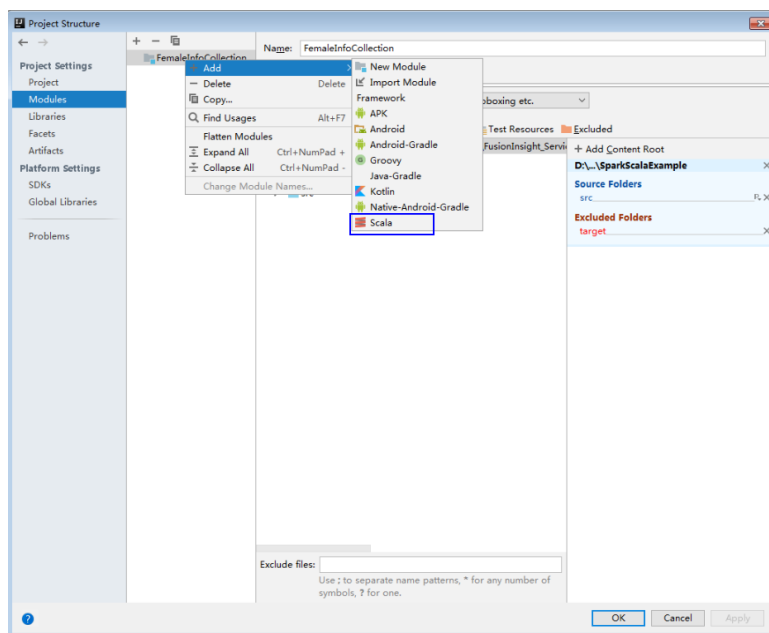 Project Structure
Project Settings
Project
Modules
Libraries
Facets
Artifacts
Platform Settings
SDKs
Global Libraries
Problems
FemaleInfoCollection
Add
Delete Delete
Copy...
Find Usages Alt+F7
Flatten Modules
Expand All Ctrl+NumPad +
Collapse All Ctrl+NumPad -
Change Module Names...
New Module
Import Module
Framework
APK
Android
Android-Gradle
Groovy
Java-Gradle
Kotlin
Native-Android-Gradle
Scala
Name: FemaleInfoCollection
oboxing etc.
Test Resources Excluded
_FusionInsight_Servi
src
+ Add Content Root
D:\...\SparkScalaExample
Source Folders
src
Excluded Folders
target
Exclude files:
Use ; to separate name patterns, * for any number of
symbols, ? for one.
OK Cancel Apply